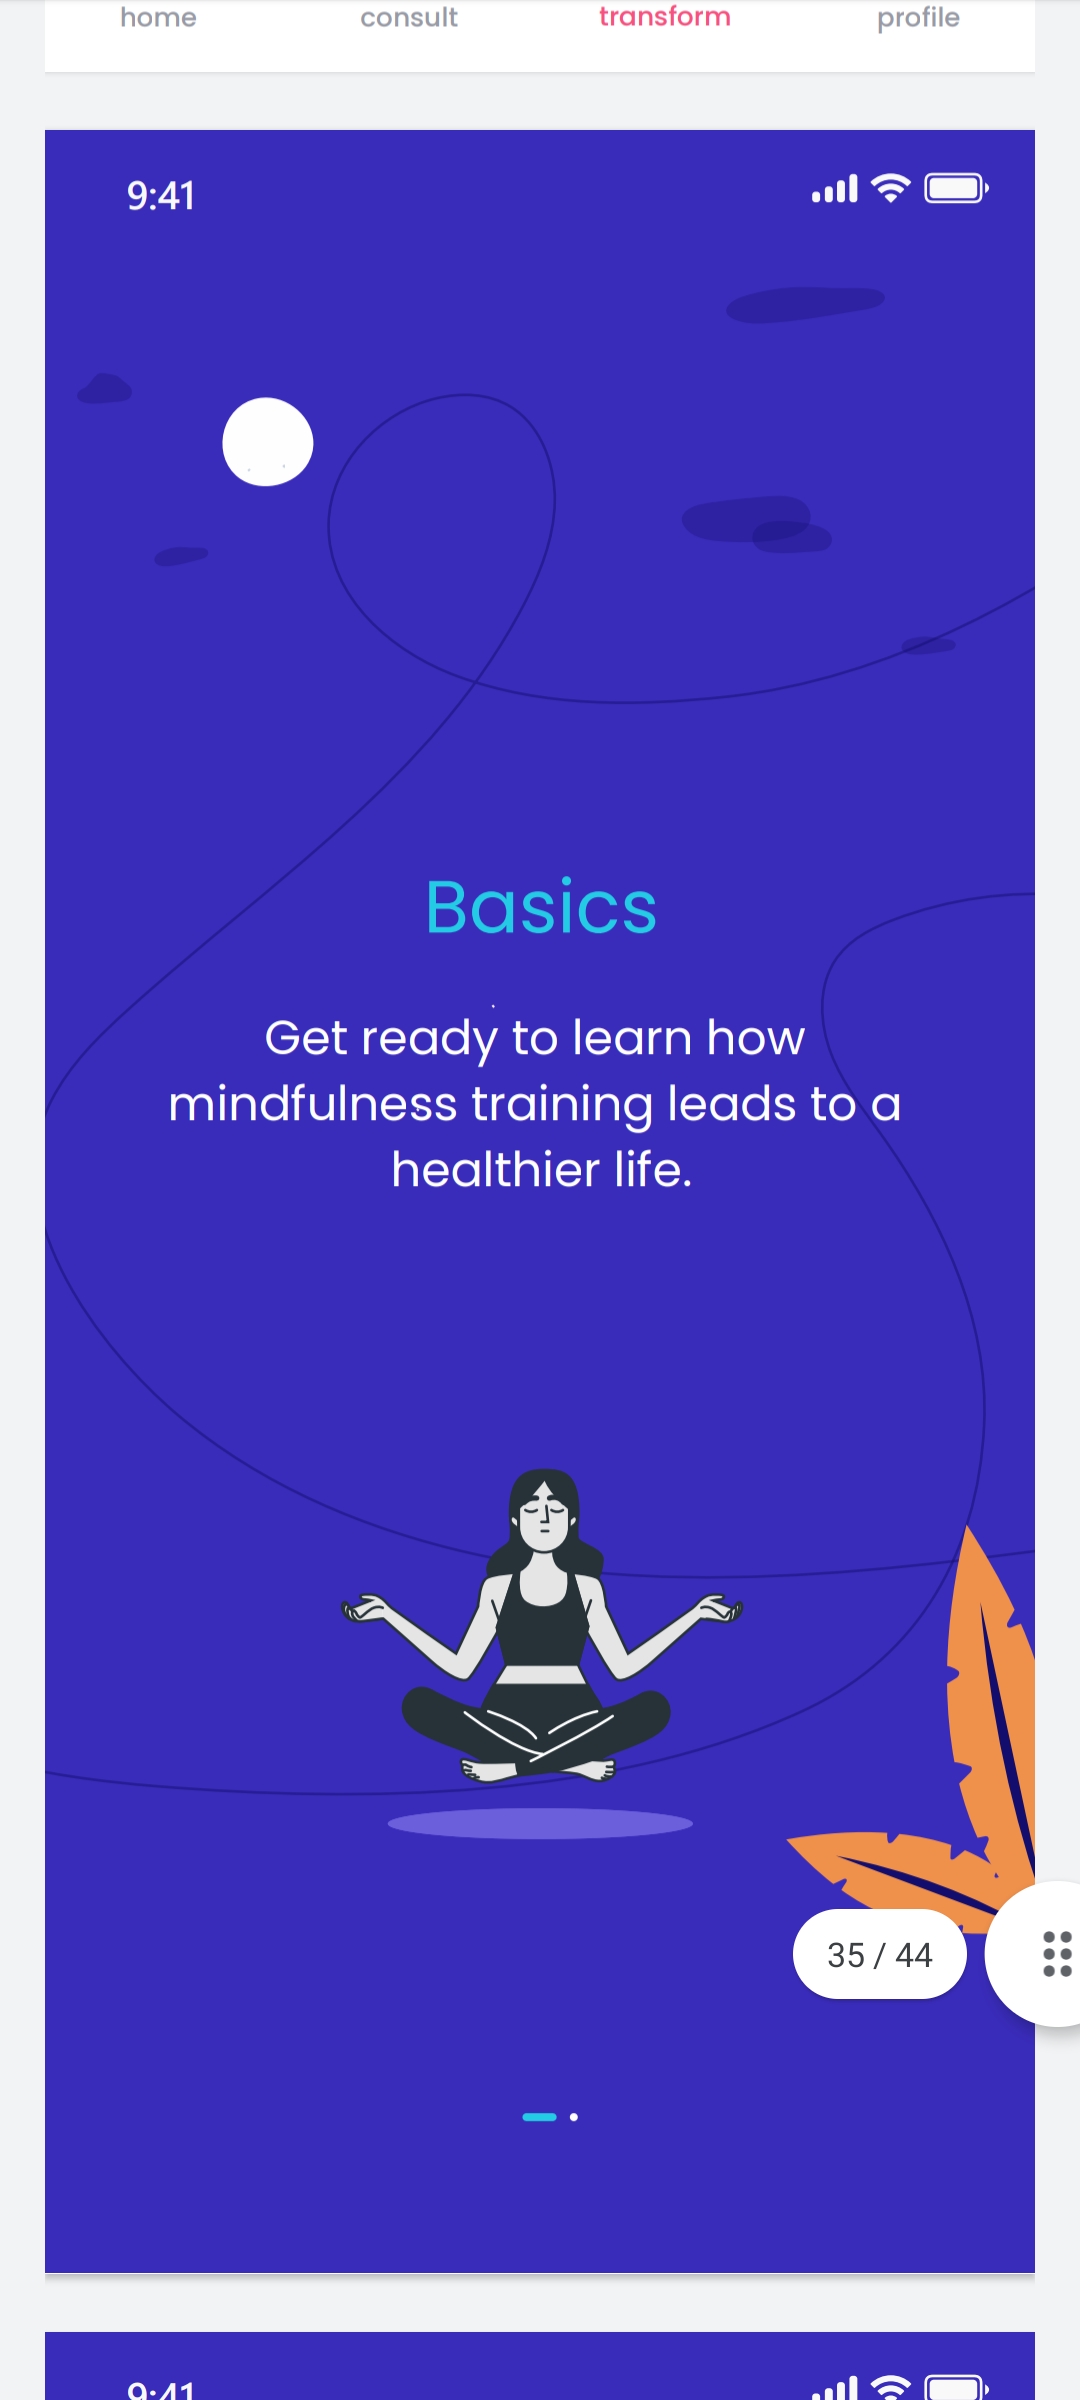 home consult transform profile
9:41
Basics
Get ready to learn how
mindfulness training leads to a
healthier life.
35 / 44
9:41